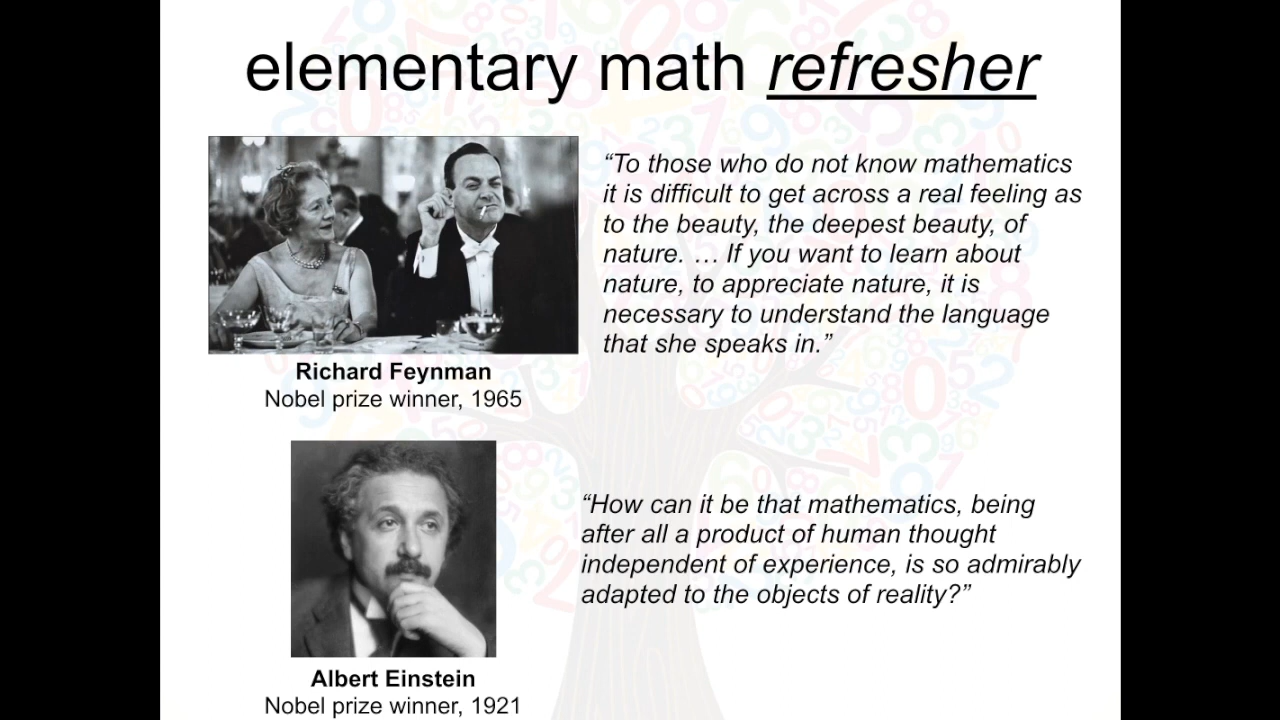 elementary math refresher
“To those who do not know mathematics
it is difficult to get across a real feeling as
to the beauty, the deepest beauty, of
nature. … If you want to learn about
nature, to appreciate nature, it is
necessary to understand the language
that she speaks in.”
Richard Feynman
Nobel prize winner, 1965
“How can it be that mathematics, being
after all a product of human thought
independent of experience, is so admirably
adapted to the objects of reality?”
Albert Einstein
Nobel prize winner, 1921